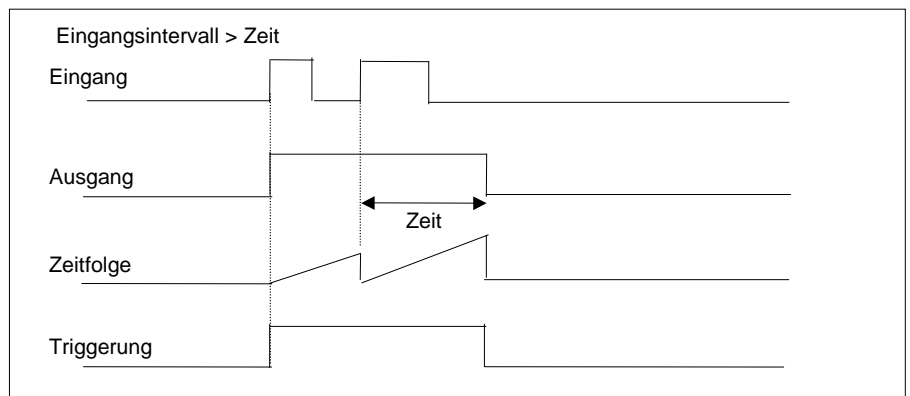 Eingangsintervall > Zeit
Eingang
Ausgang
Zeit
Zeitfolge
Triggerung